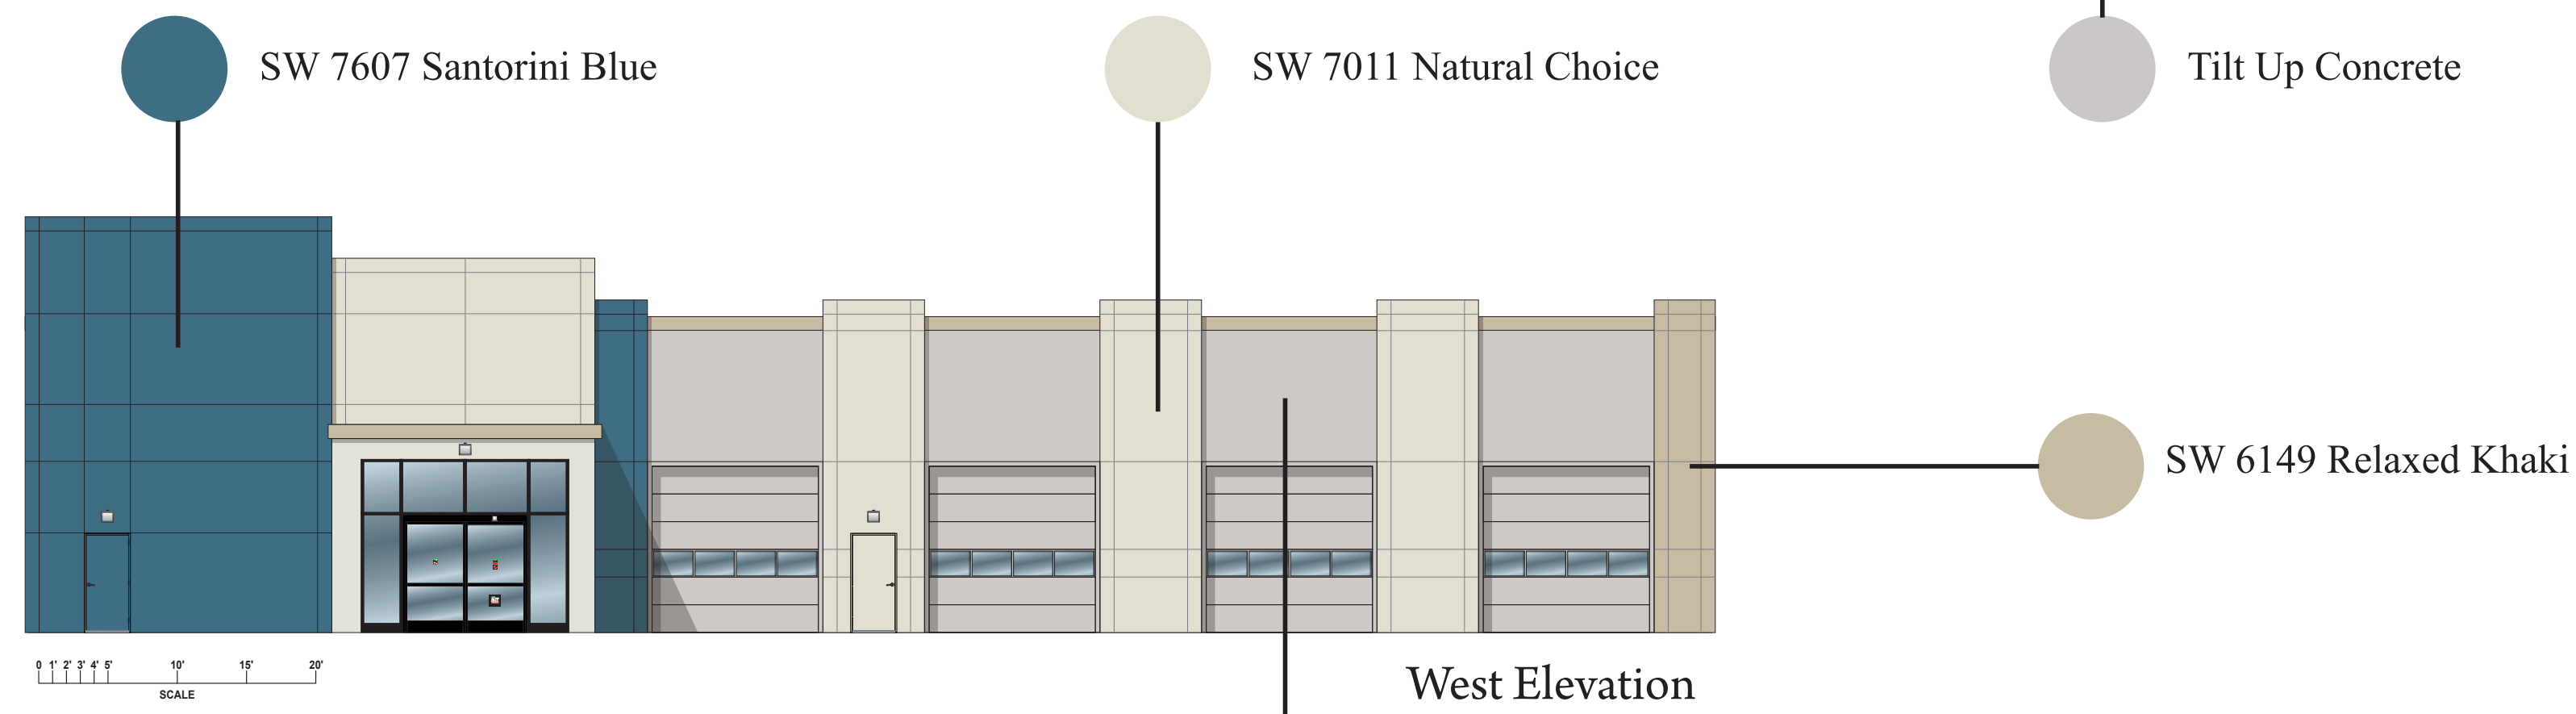 SW 7607 Santorini Blue
SW 7011 Natural Choice
Tilt Up Concrete
SW 6149 Relaxed Khaki
0 1' 2' 3' 4' 5' 10' 15' 20'
SCALE
West Elevation